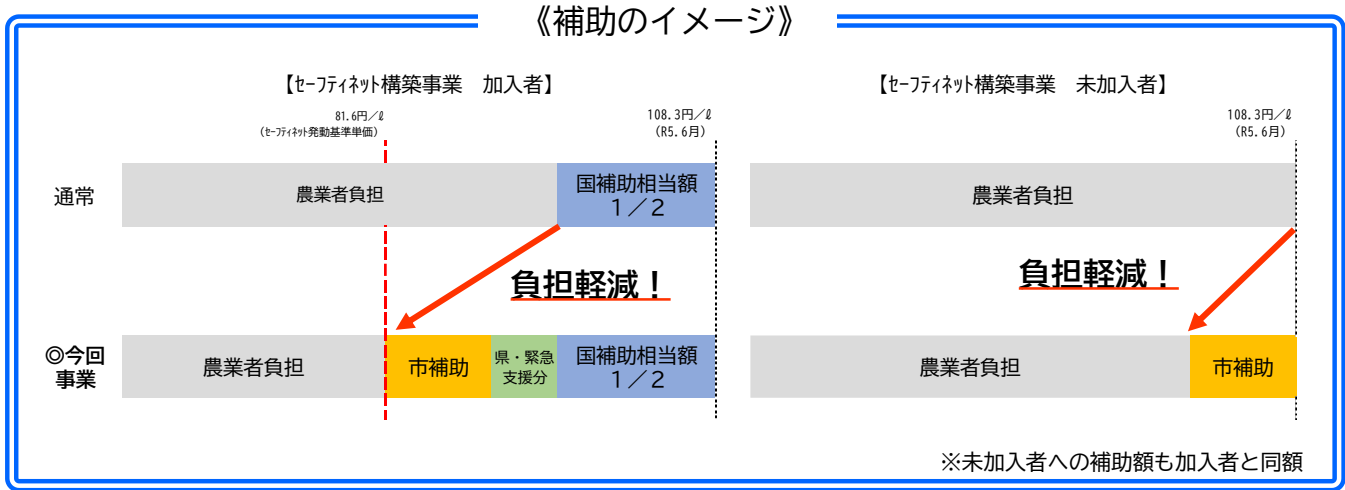 《補助のイメージ》
【ｾｰﾌﾃｨﾈｯﾄ構築事業　加入者】
【ｾｰﾌﾃｨﾈｯﾄ構築事業　未加入者】
81.6円／ℓ
（ｾｰﾌﾃｨﾈｯﾄ発動基準単価）
108.3円／ℓ
（R5.6月）
108.3円／ℓ
（R5.6月）
通常
農業者負担
国補助相当額
１／２
農業者負担
負担軽減！
負担軽減！
◎今回
事業
農業者負担
市補助
県・緊急
支援分
国補助相当額
１／２
農業者負担
市補助
※未加入者への補助額も加入者と同額